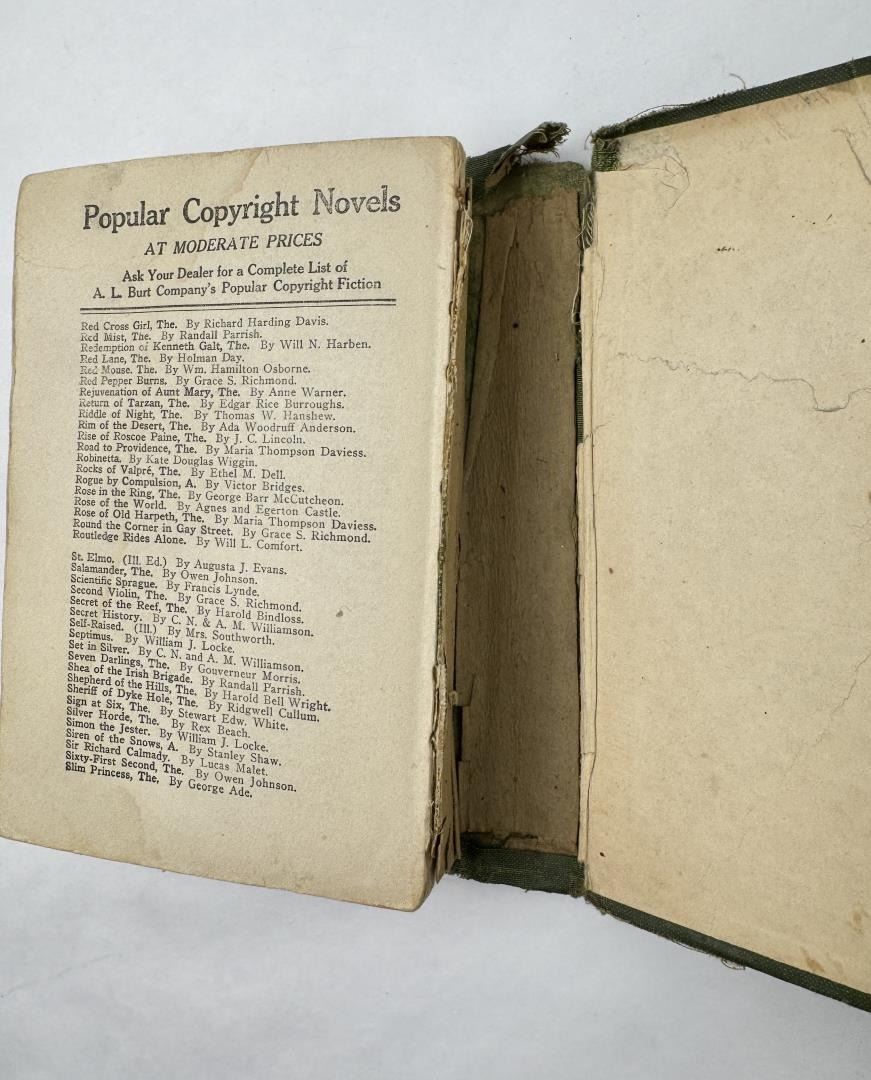 Popular Copyright Novels
AT MODERATE PRICES
Ask Your Dealer for a Complete List of
A. L. Burt Company's Popular Copyright Fiction
Red Cross Girl, The. By Richard Harding Davis.
Red Mist, The. By Randall Parrish.
Redemption of Kenneth Galt, The. By Will N. Harben.
Red Lane, The. By Holman Day.
Red Mouse. The. By Wm. Hamilton Osborne.
Red Pepper Burns. By Grace S. Richmond.
Rejuvenation of Aunt Mary, The. By Anne Warner.
Return of Tarzan, The. By Edgar Rice Burroughs.
Riddle of Night, The. By Thomas W. Hanshew.
Rim of the Desert, The. By Ada Woodruff Anderson.
Rise of Roscoe Paine, The. By J. C. Lincoln.
Road to Providence, The. By Maria Thompson Daviess.
Robinetta. By Kate Douglas Wiggin.
Rocks of Valpré, The. By Ethel M. Dell.
Rogue by Compulsion, A. By Victor Bridges.
Rose in the Ring, The. By George Barr McCutcheon.
Rose of the World. By Agnes and Egerton Castle.
Rose of Old Harpeth, The. By Maria Thompson Daviess.
Round the Corner in Gay Street. By Grace S. Richmond.
Routledge Rides Alone. By Will L. Comfort.
St. Elmo. (Ill. Ed.) By Augusta J. Evans.
Salamander, The. By Owen Johnson.
Scientific Sprague. By Francis Lynde.
Second Violin, The. By Grace S. Richmond.
Secret of the Reef, The. By Harold Bindloss.
Secret History. By C. N. & A. M. Williamson.
Self-Raised. (Ill.) By Mrs. Southworth.
Septimus. By William J. Locke.
Set in Silver. By C. N. and A. M. Williamson.
Seven Darlings, The. By Gouverneur Morris.
Shea of the Irish Brigade. By Randall Parrish.
Shepherd of the Hills, The. By Harold Bell Wright.
Sheriff of Dyke Hole, The. By Ridgwell Cullum.
Sign at Six, The. By Stewart Edw. White.
Silver Horde, The. By Rex Beach.
Simon the Jester. By William J. Locke.
Siren of the Snows, A. By Stanley Shaw.
Sir Richard Calmady. By Lucas Malet.
Sixty-First Second, The. By Owen Johnson.
Slim Princess, The. By George Ade.